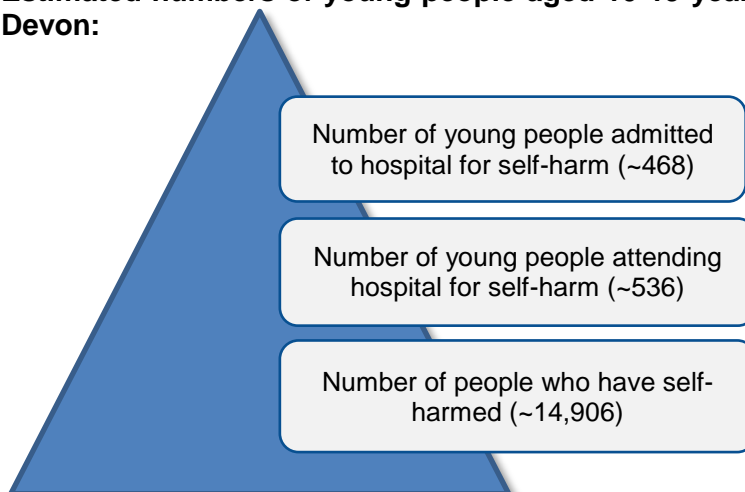 Devon:
Number of young people admitted
to hospital for self-harm (~468)
Number of young people attending
hospital for self-harm (~536)
Number of people who have self-
harmed (~14,906)